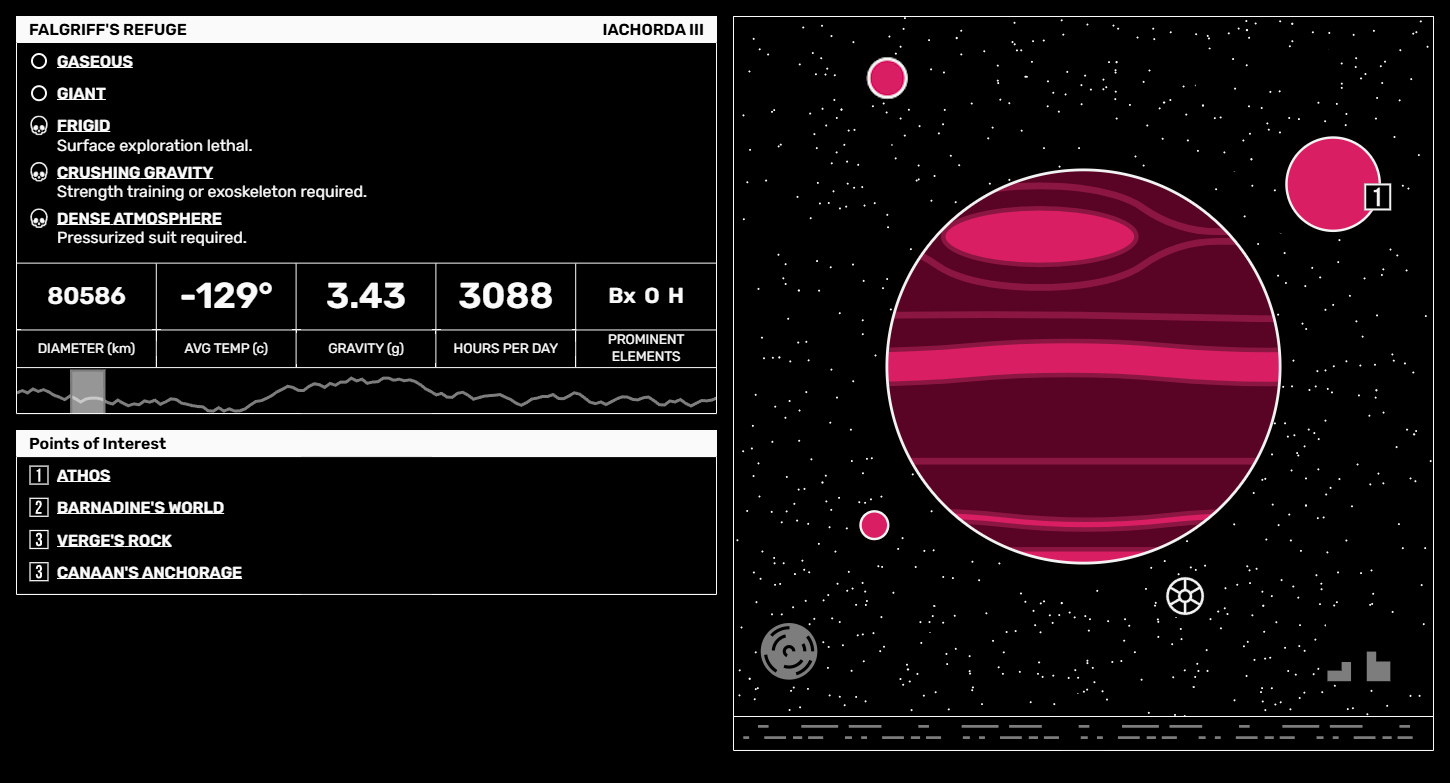 FALGRIFF'S REFUGE IACHORDA III
GASEOUS
GIANT
FRIGID
Surface exploration lethal.
CRUSHING GRAVITY
Strength training or exoskeleton required.
DENSE ATMOSPHERE
Pressurized suit required.
80586 -129° 3.43 3088 Bx O H
DIAMETER (km) AVG TEMP (c) GRAVITY (g) HOURS PER DAY PROMINENT ELEMENTS
Points of Interest
1 ATHOS
2 BARNADINE'S WORLD
3 VERGE'S ROCK
3 CANAAN'S ANCHORAGE
1